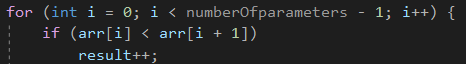 for (int i = 0; i < numberOfparameters - 1; i++) {
if (arr[i] < arr[i + 1])
result++;